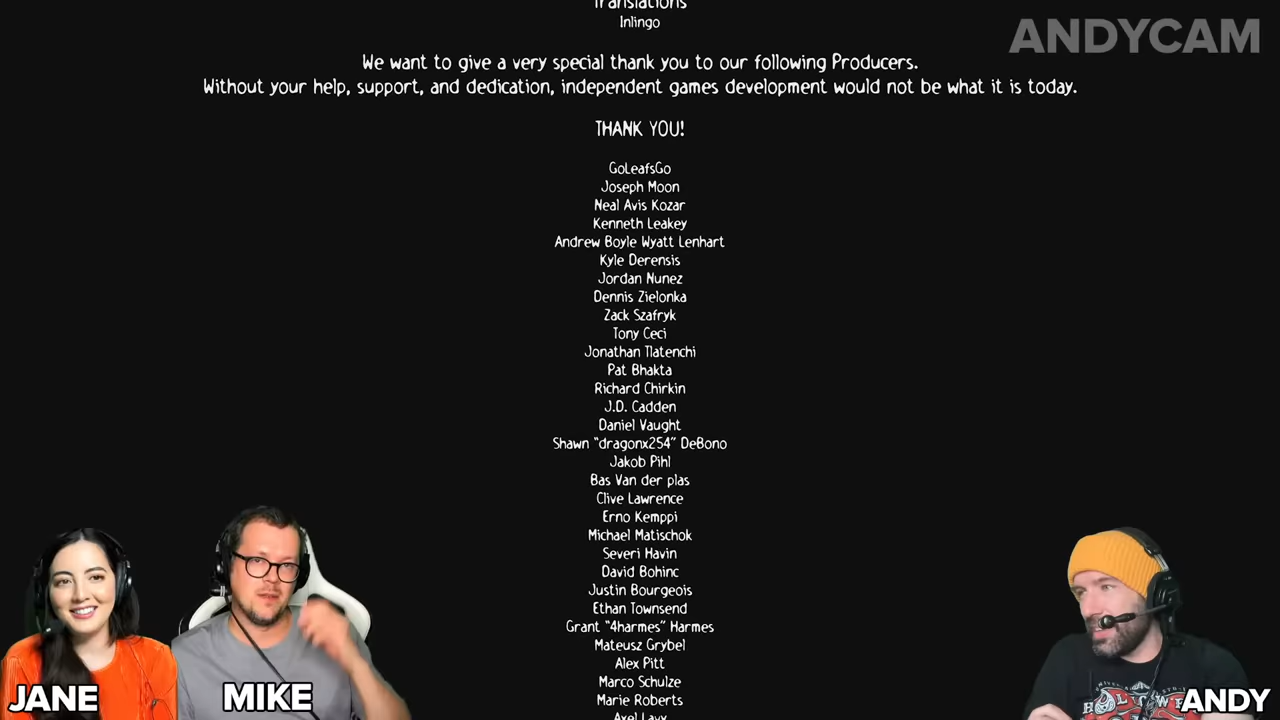 Translations
Inlingo
ANDYCAM
We want to give a very special thank you to our following Producers.
Without your help, support, and dedication, independent games development would not be what it is today.
THANK YOU!
GoLeafsGo
Joseph Moon
Neal Avis Kozar
Kenneth Leakey
Andrew Boyle Wyatt Lenhart
Kyle Derensis
Jordan Nunez
Dennis Zielonka
Zack Szafryk
Tony Ceci
Jonathan Tlatenchi
Pat Bhakta
Richard Chirkin
J.D. Cadden
Daniel Vaught
Shawn "dragonx254" DeBono
Jakob Pihl
Bas Van der plas
Clive Lawrence
Erno Kemppi
Michael Matischok
Severi Havin
David Bohinc
Justin Bourgeois
Ethan Townsend
Grant "4harmes" Harmes
Mateusz Grybel
Alex Pitt
Marco Schulze
Marie Roberts
JANE
MIKE
ANDY